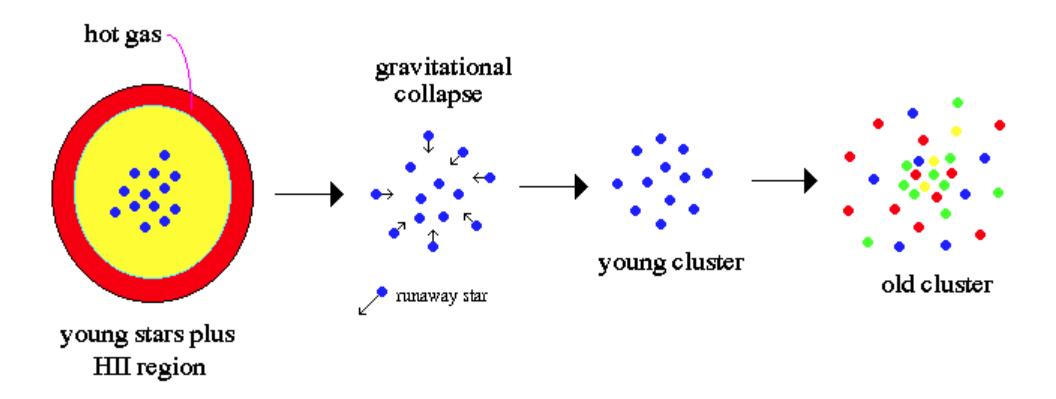 hot gas
young stars plus
HII region
gravitational
collapse
runaway star
young cluster
old cluster